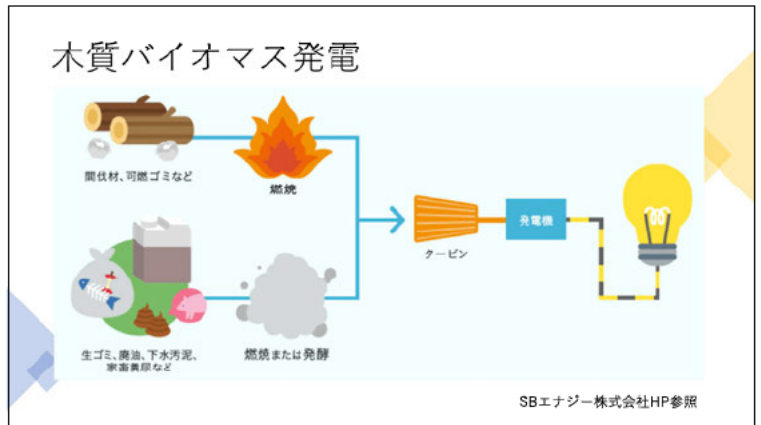 木質バイオマス発電
間伐材、可燃ゴミなど
燃焼
タービン
発電機
生ゴミ、廃油、下水汚泥、
家畜糞尿など
燃焼または発酵
SBエナジー株式会社HP参照